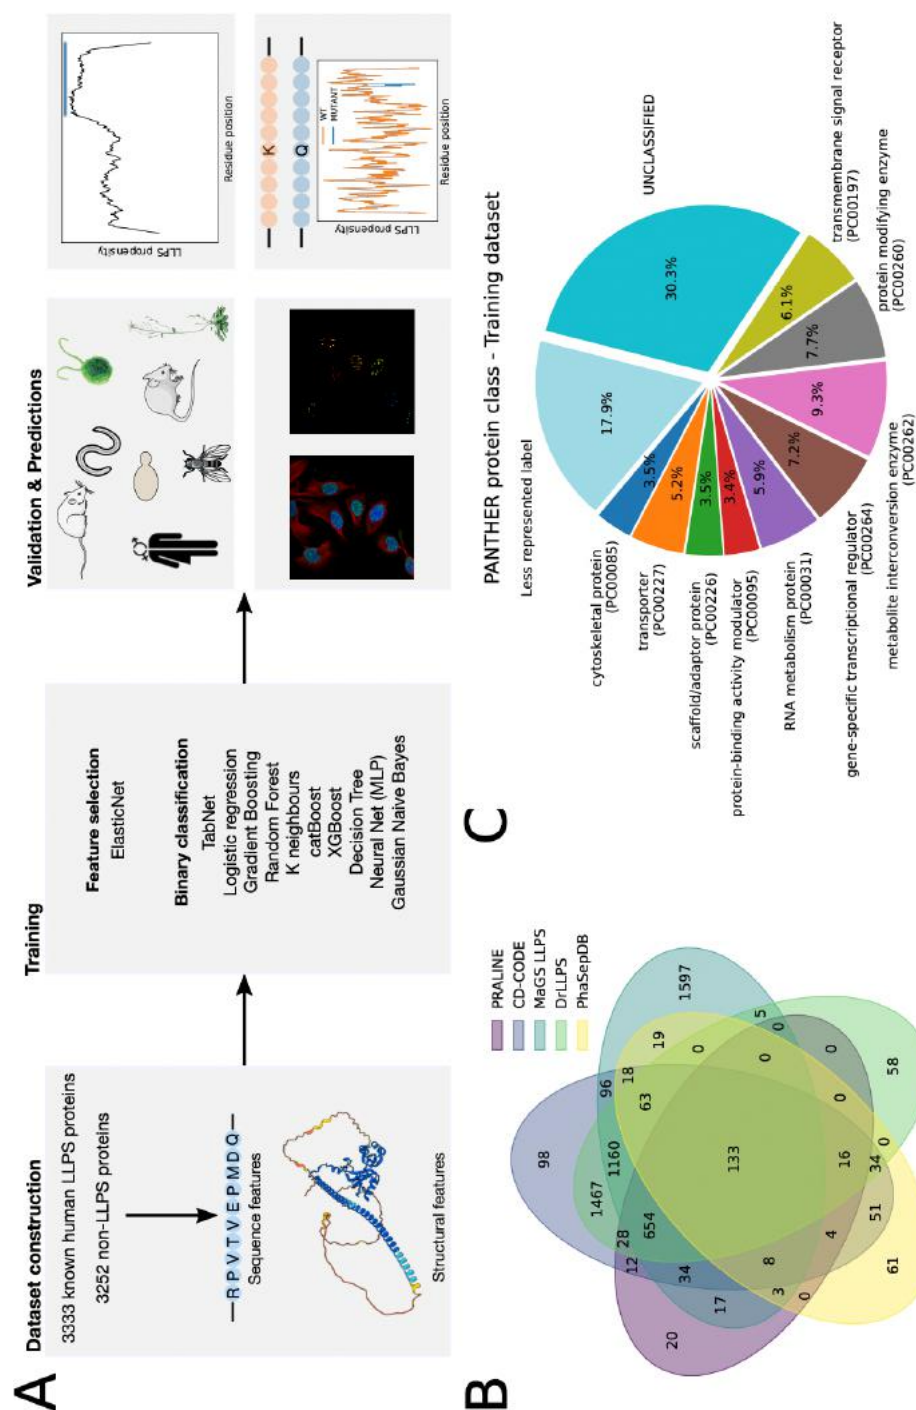 A
Dataset construction
3333 known human LLPS proteins
3252 non-LLPS proteins
R P V T V E P M D Q
Sequence features
Structural features
Training
Feature selection
ElasticNet
Binary classification
TabNet
Logistic regression
Gradient Boosting
Random Forest
K neighbours
catBoost
XGBoost
Decision Tree
Neural Net (MLP)
Gaussian Naive Bayes
Validation & Predictions
LLPS propensity
Residue position
K
Q
WT
MUTANT
LLPS propensity
Residue position
B
PRALINE
CD-CODE
MaGS LLPS
DrLLPS
PhaSepDB
98
1467
1160
96
18
63
19
1597
28
12
654
34
17
20
133
0
5
0
0
0
0
58
8
3
0
4
16
34
0
51
61
C
PANTHER protein class - Training dataset
Less represented label
17.9%
UNCLASSIFIED
30.3%
transmembrane signal receptor
(PC00197)
6.1%
protein modifying enzyme
(PC00260)
7.7%
metabolite interconversion enzyme
(PC00262)
9.3%
gene-specific transcriptional regulator
(PC00264)
7.2%
RNA metabolism protein
(PC00031)
5.9%
protein-binding activity modulator
(PC00095)
3.4%
scaffold/adaptor protein
(PC00226)
3.5%
transporter
(PC00227)
5.2%
cytoskeletal protein
(PC00085)
3.5%